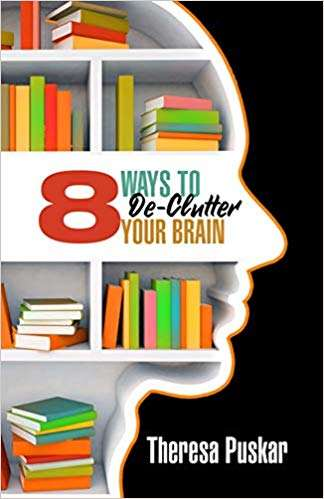 8 WAYS TO
De-Clutter
YOUR BRAIN
Theresa Puskar